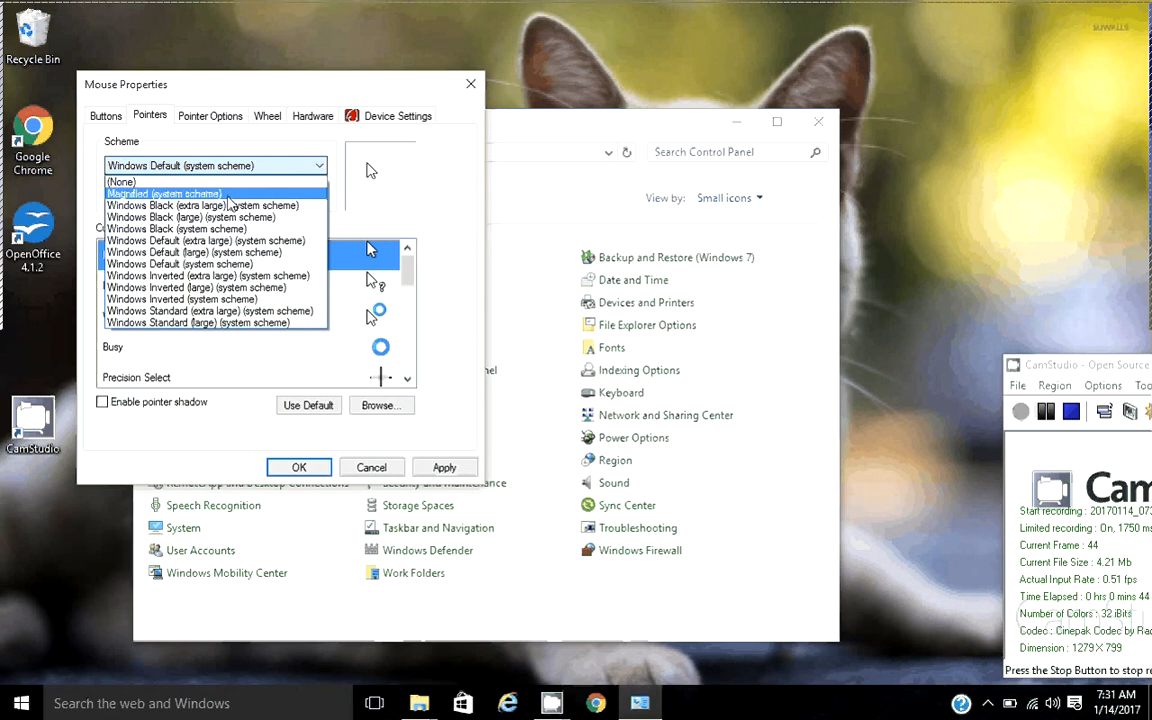 Recycle Bin
Google
Chrome
OpenOffice
4.1.2
CamStudio
SUWALLS
Mouse Properties
Buttons
Pointers
Pointer Options
Wheel
Hardware
Device Settings
Scheme
Windows Default (system scheme)
(None)
Magnified (system scheme)
Windows Black (extra large) (system scheme)
Windows Black (large) (system scheme)
Windows Black (system scheme)
Windows Default (extra large) (system scheme)
Windows Default (large) (system scheme)
Windows Default (system scheme)
Windows Inverted (extra large) (system scheme)
Windows Inverted (large) (system scheme)
Windows Inverted (system scheme)
Windows Standard (extra large) (system scheme)
Windows Standard (large) (system scheme)
Busy
Precision Select
Enable pointer shadow
Use Default
Browse...
OK
Cancel
Apply
Search Control Panel
View by:
Small icons
Backup and Restore (Windows 7)
Date and Time
Devices and Printers
File Explorer Options
Fonts
Indexing Options
Keyboard
Network and Sharing Center
Power Options
Region
Sound
Sync Center
Troubleshooting
Windows Firewall
RemoteApp and Desktop Connections
Security and Maintenance
Speech Recognition
Storage Spaces
System
Taskbar and Navigation
User Accounts
Windows Defender
Windows Mobility Center
Work Folders
CamStudio - Open Source
File
Region
Options
Too
Cam
Start recording : 20170114_073
Limited recording : On, 1750 ms
Current Frame : 44
Current File Size : 4.21 Mb
Actual Input Rate : 0.51 fps
Time Elapsed : 0 hrs 0 mins 44
Number of Colors : 32 iBits
Codec : Cinepak Codec by Rad
Dimension : 1279X799
Press the Stop Button to stop re
Search the web and Windows
7:31 AM
1/14/2017